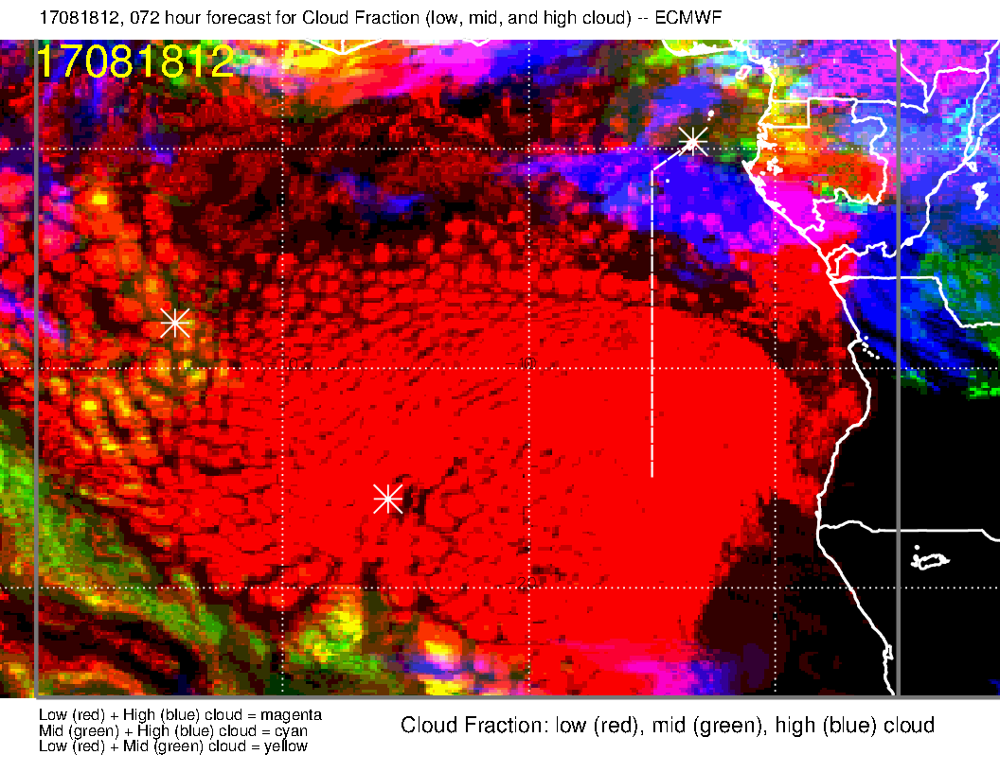 17081812, 072 hour forecast for Cloud Fraction (low, mid, and high cloud) -- ECMWF
17081812
Low (red) + High (blue) cloud = magenta
Mid (green) + High (blue) cloud = cyan
Low (red) + Mid (green) cloud = yellow
Cloud Fraction: low (red), mid (green), high (blue) cloud